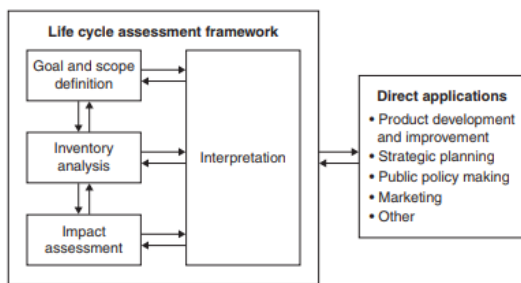 Life cycle assessment framework
Goal and scope
definition
Inventory
analysis
Impact
assessment
Interpretation
Direct applications
• Product development
and improvement
• Strategic planning
• Public policy making
• Marketing
• Other